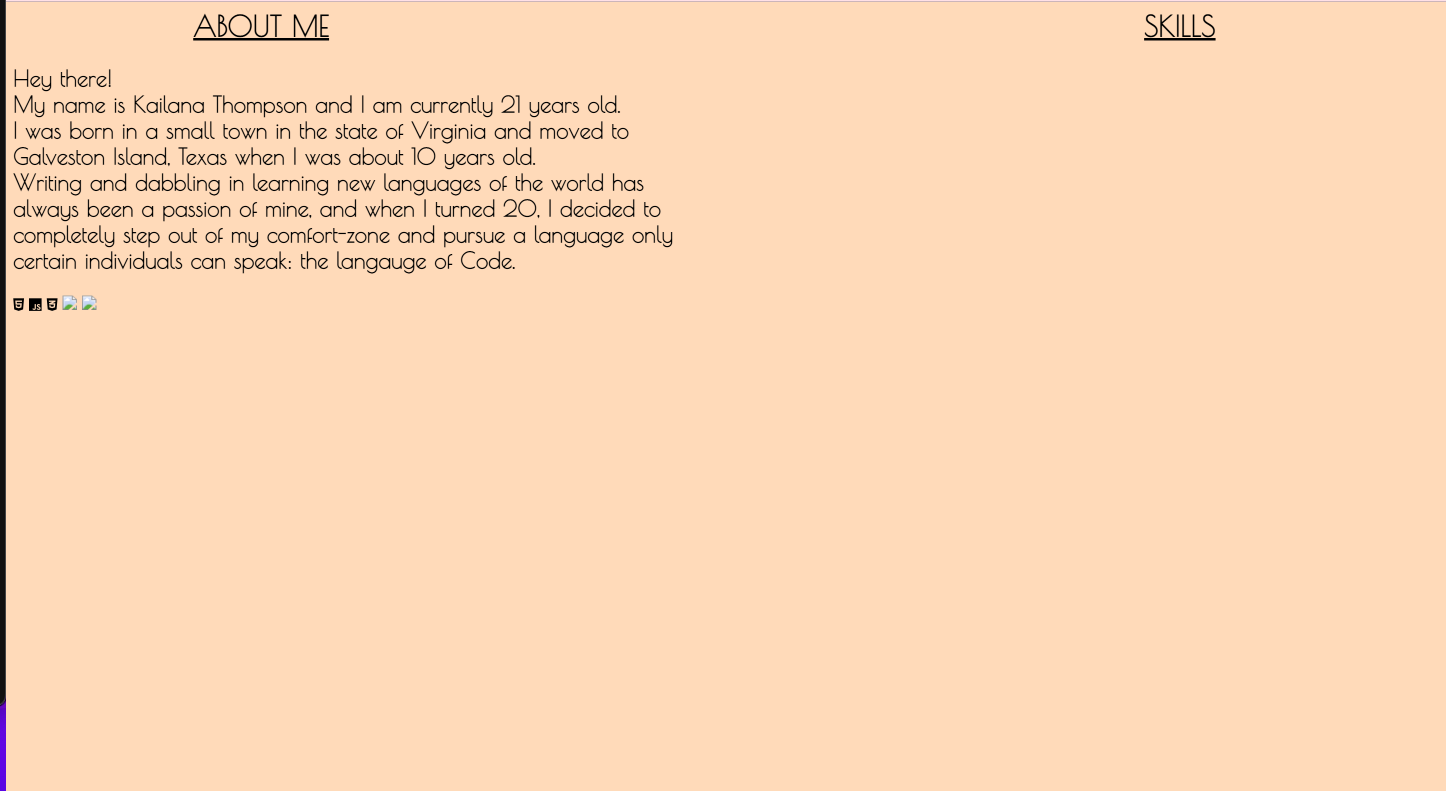 ABOUT ME
SKILLS
Hey there!
My name is Kailana Thompson and I am currently 21 years old.
I was born in a small town in the state of Virginia and moved to
Galveston Island, Texas when I was about 10 years old.
Writing and dabbling in learning new languages of the world has
always been a passion of mine, and when I turned 20, I decided to
completely step out of my comfort-zone and pursue a language only
certain individuals can speak: the langauge of Code.
JS